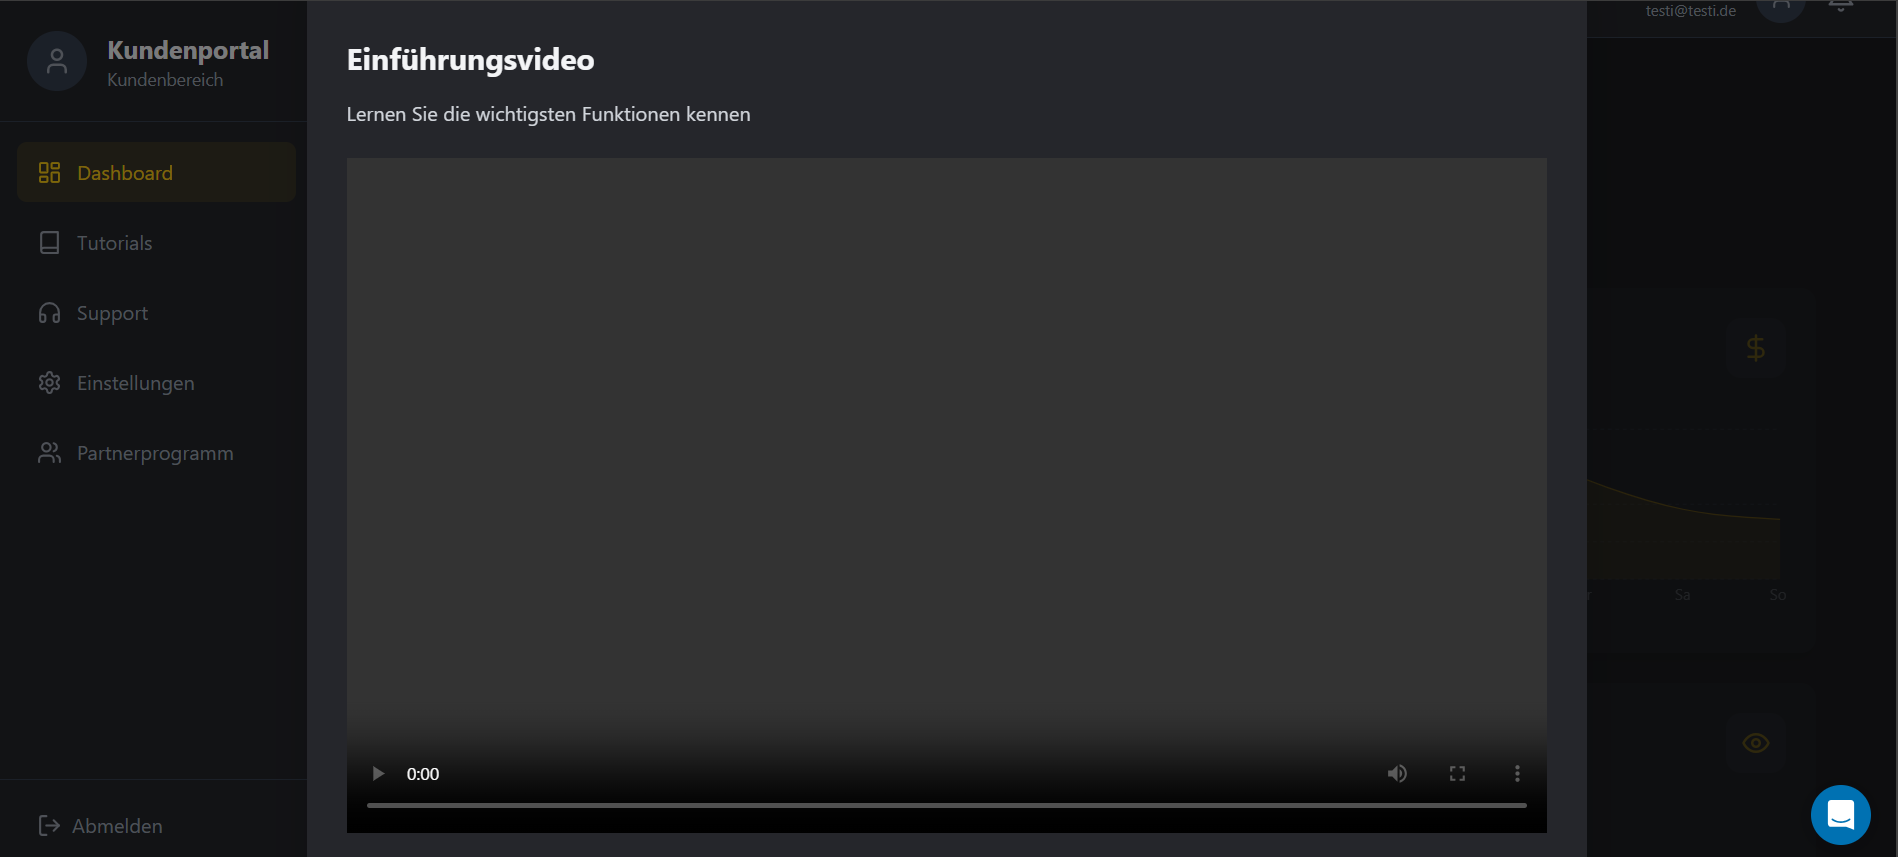 Kundenportal
Kundenbereich
Dashboard
Tutorials
Support
Einstellungen
Partnerprogramm
Abmelden
Einführungsvideo
Lernen Sie die wichtigsten Funktionen kennen
0:00
testi@testi.de
$
Sa
So